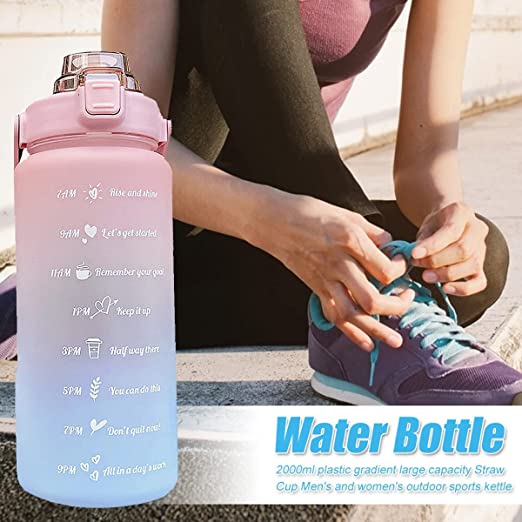 7AM Rise and shine
9AM Let's get started
11AM Remember your goal
1PM Keep it up
3PM Half way there
5PM You can do this
7PM Don't quit now!
9PM All in a day's work
Water Bottle
2000ml plastic gradient large capacity Straw
Cup Men's and women's outdoor sports kettle